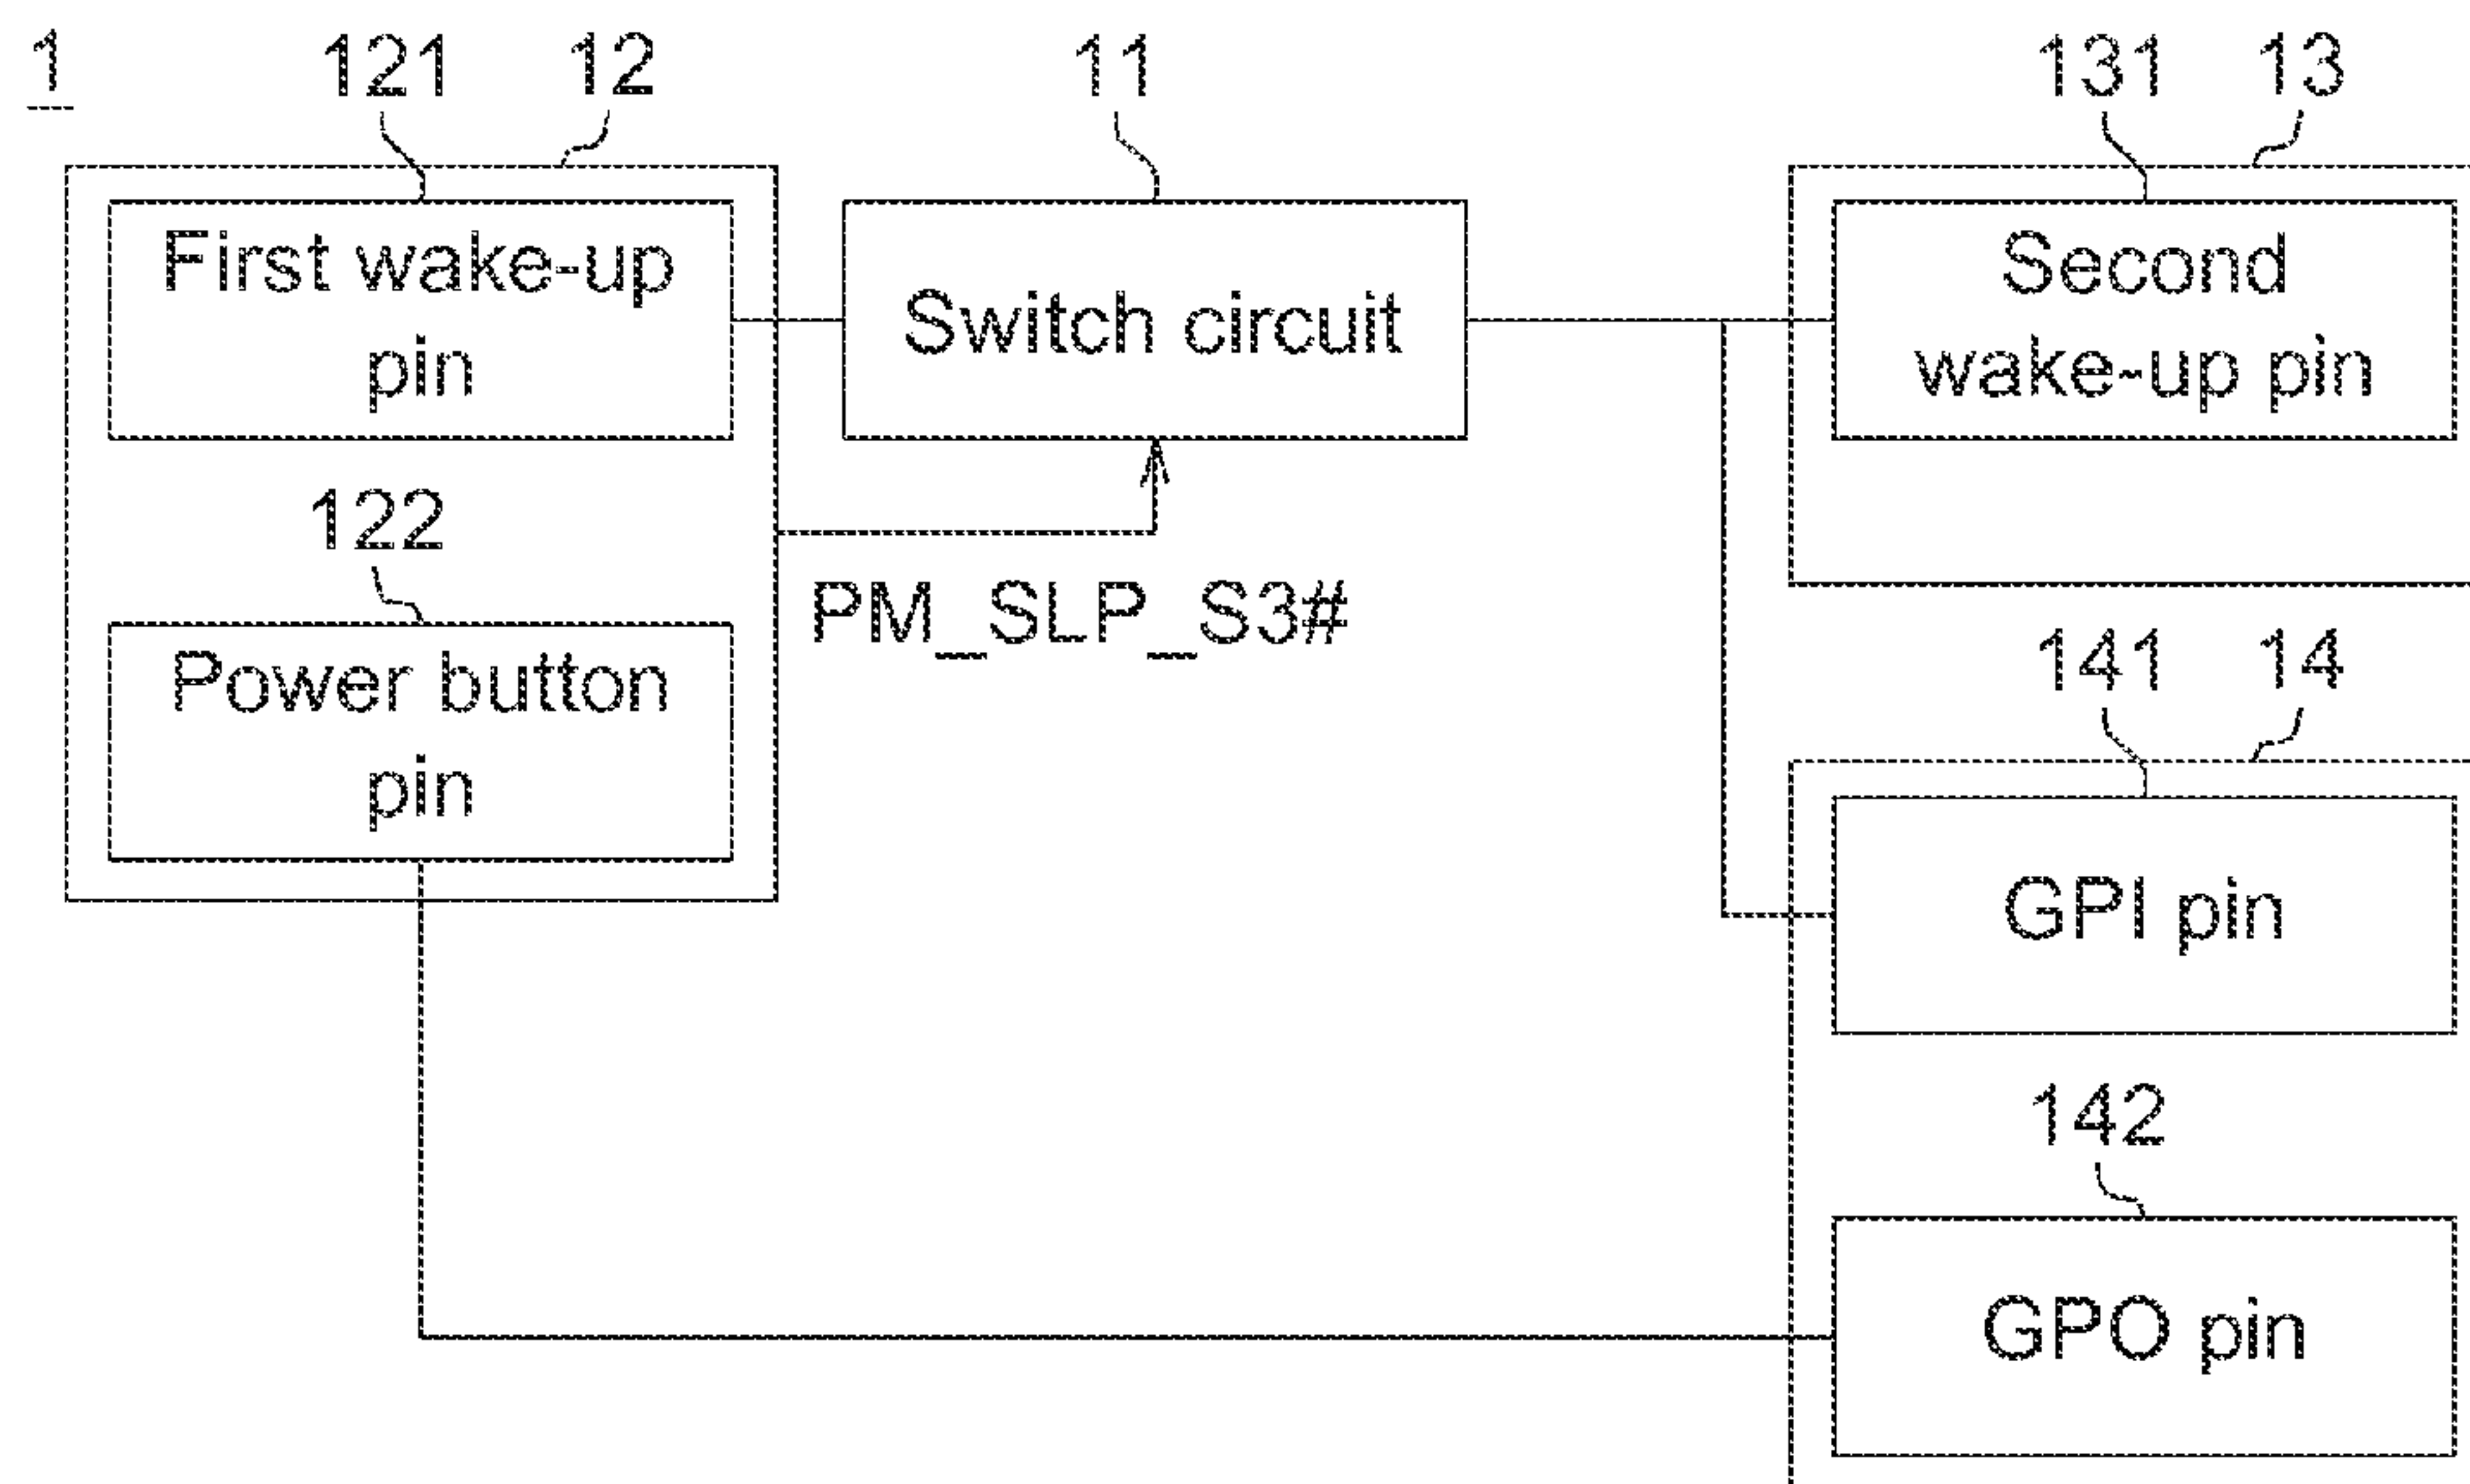 1
121
12
11
131
13
First wake-up
pin
Switch circuit
Second
wake-up pin
122
PM_SLP_S3#
Power button
pin
141
14
GPI pin
142
GPO pin